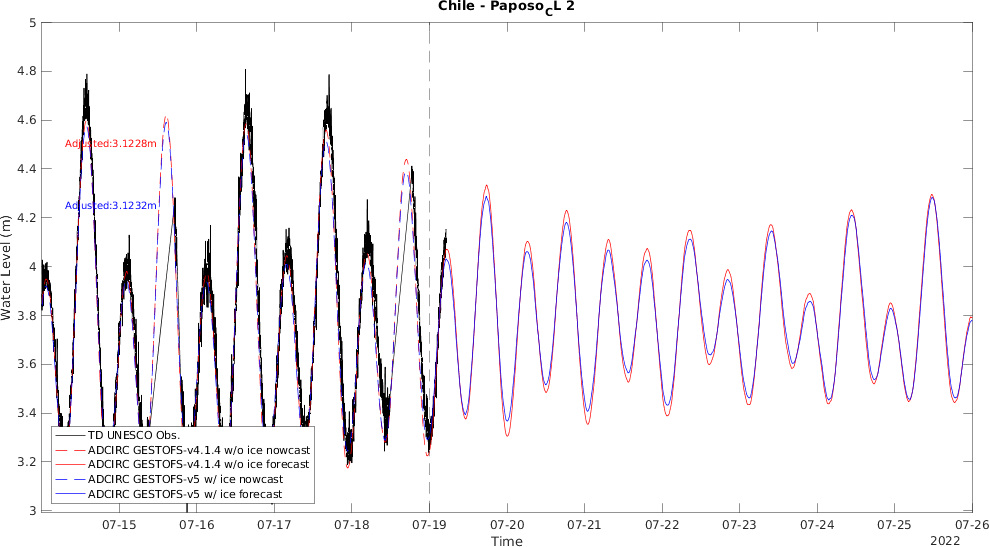 Chile - Paposo_CL 2
5
4.8
4.6
4.4
4.2
4
3.8
3.6
3.4
3.2
3
Water Level (m)
Adjusted:3.1228m
Adjusted:3.1232m
TD UNESCO Obs.
ADCIRC GESTOFS-v4.1.4 w/o ice nowcast
ADCIRC GESTOFS-v4.1.4 w/o ice forecast
ADCIRC GESTOFS-v5 w/ ice nowcast
ADCIRC GESTOFS-v5 w/ ice forecast
07-15 07-16 07-17 07-18 07-19 07-20 07-21 07-22 07-23 07-24 07-25 07-26
Time
2022